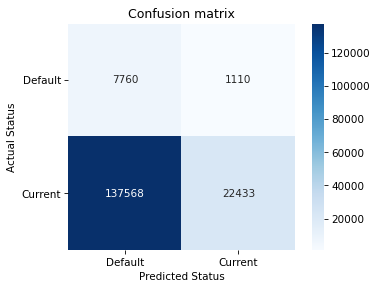 Confusion matrix
Actual Status
Default
7760
1110
Current
137568
22433
Default
Current
Predicted Status
120000
100000
80000
60000
40000
20000